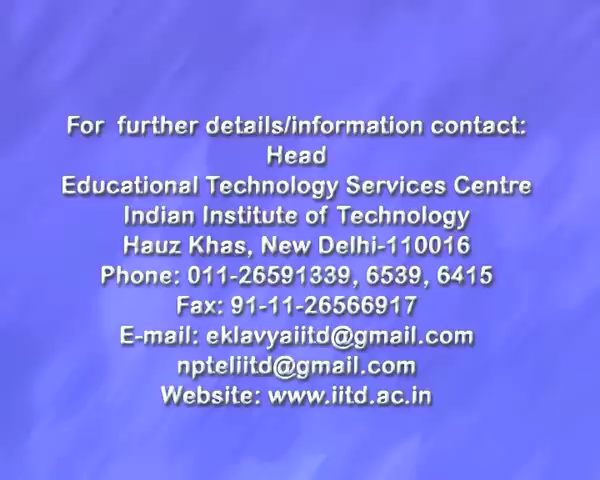 For further details/information contact:
Head
Educational Technology Services Centre
Indian Institute of Technology
Hauz Khas, New Delhi-110016
Phone: 011-26591339, 6539, 6415
Fax: 91-11-26566917
E-mail: eklavyaiitd@gmail.com
npteliitd@gmail.com
Website: www.iitd.ac.in